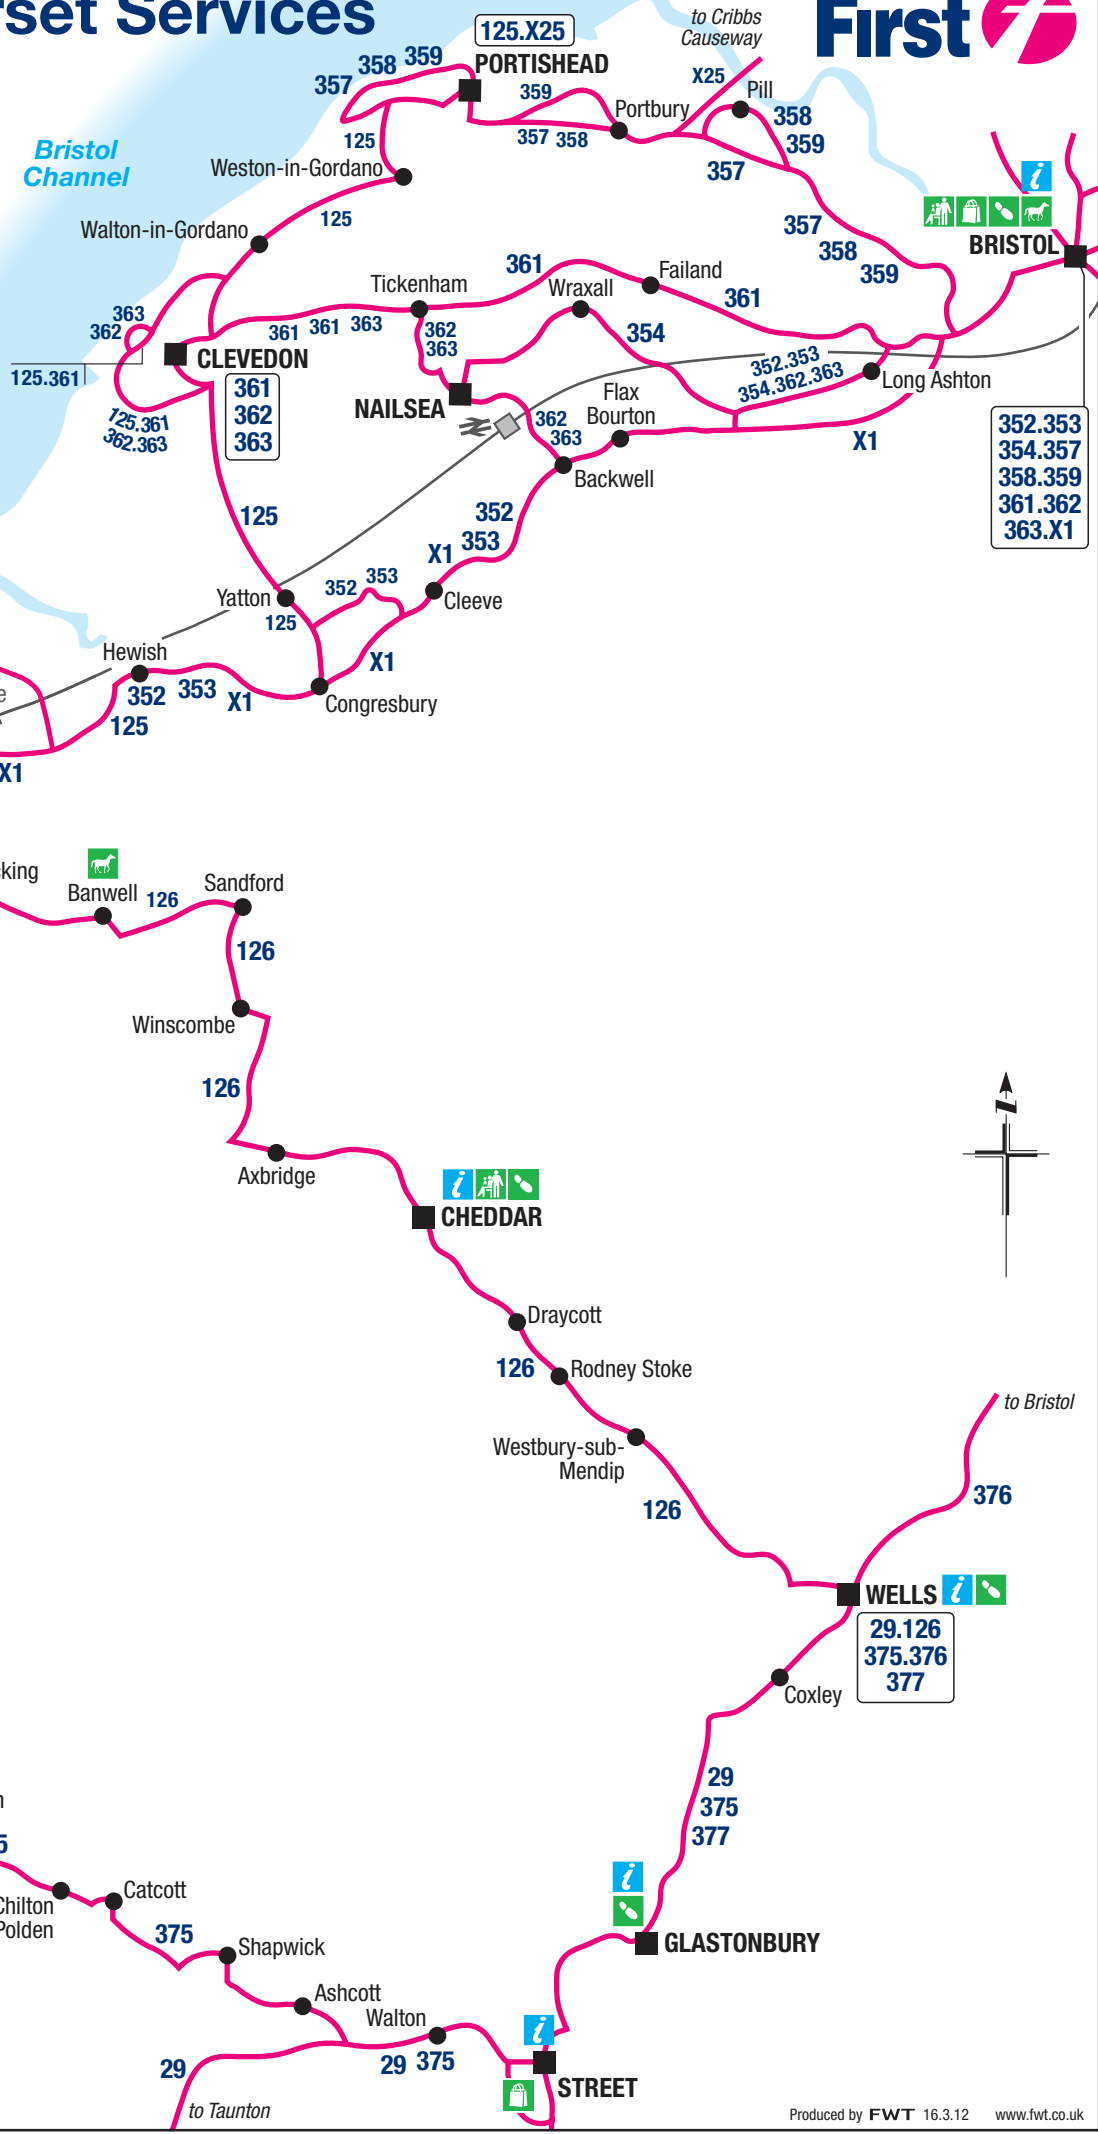 rset Services
First
to Cribbs
Causeway
125.X25
PORTISHEAD
357
358
359
359
X25
Pill
Portbury
358
359
357 358
357
125
Bristol
Channel
Weston-in-Gordano
125
Walton-in-Gordano
357
358
359
BRISTOL
361
Failand
Tickenham
Wraxall
361
363
362
361
361
363
362
363
354
CLEVEDON
125.361
361
362
363
125.361
362.363
NAILSEA
352.353
354.362.363
Long Ashton
Flax
Bourton
362
363
X1
Backwell
352.353
354.357
358.359
361.362
363.X1
125
352
353
X1
Cleeve
Yatton
352
353
125
Hewish
X1
352
353
X1
Congresbury
125
X1
king
Banwell
126
Sandford
126
Winscombe
126
Axbridge
CHEDDAR
Draycott
126
Rodney Stoke
to Bristol
Westbury-sub-
Mendip
126
376
WELLS
29.126
375.376
377
Coxley
29
375
377
Catcott
Chilton
Polden
375
Shapwick
GLASTONBURY
Ashcott
Walton
29
29 375
STREET
to Taunton
Produced by FWT 16.3.12 www.fwt.co.uk